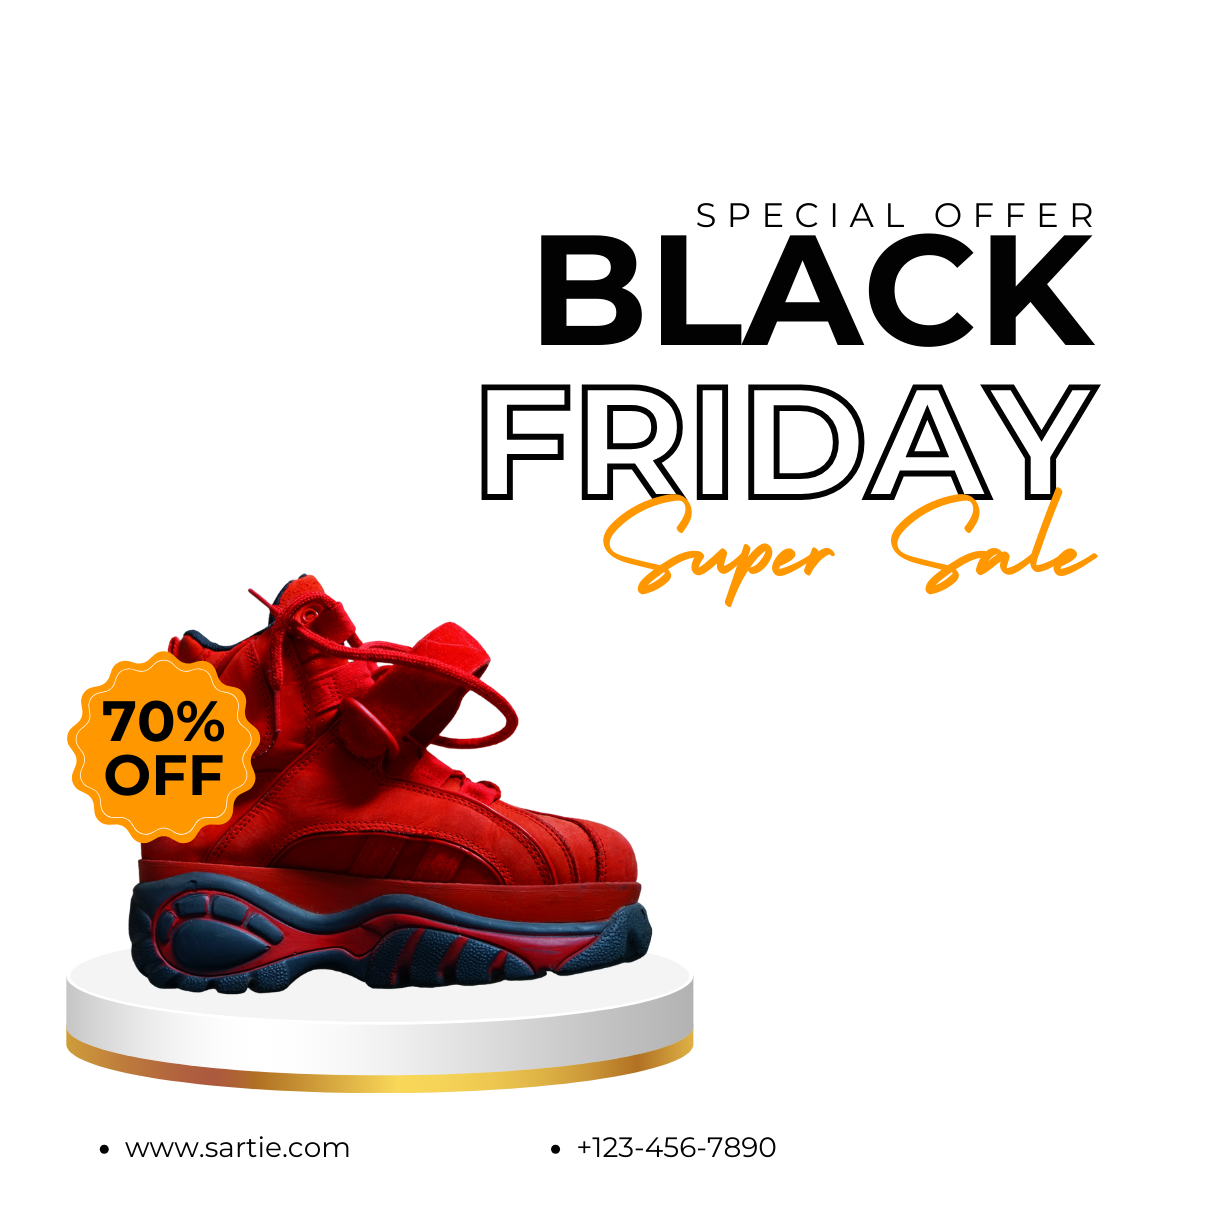 SPECIAL OFFER
BLACK
FRIDAY
Super Sale
70%
OFF
• www.sartie.com
• +123-456-7890